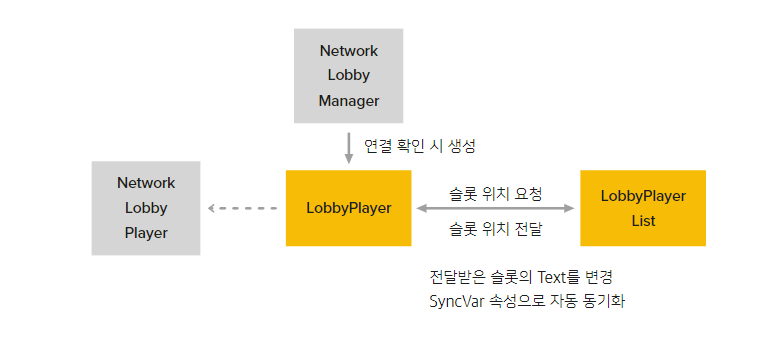 Network
Lobby
Manager
연결 확인 시 생성
Network
Lobby
Player
LobbyPlayer
슬롯 위치 요청
슬롯 위치 전달
LobbyPlayer
List
전달받은 슬롯의 Text를 변경
SyncVar 속성으로 자동 동기화